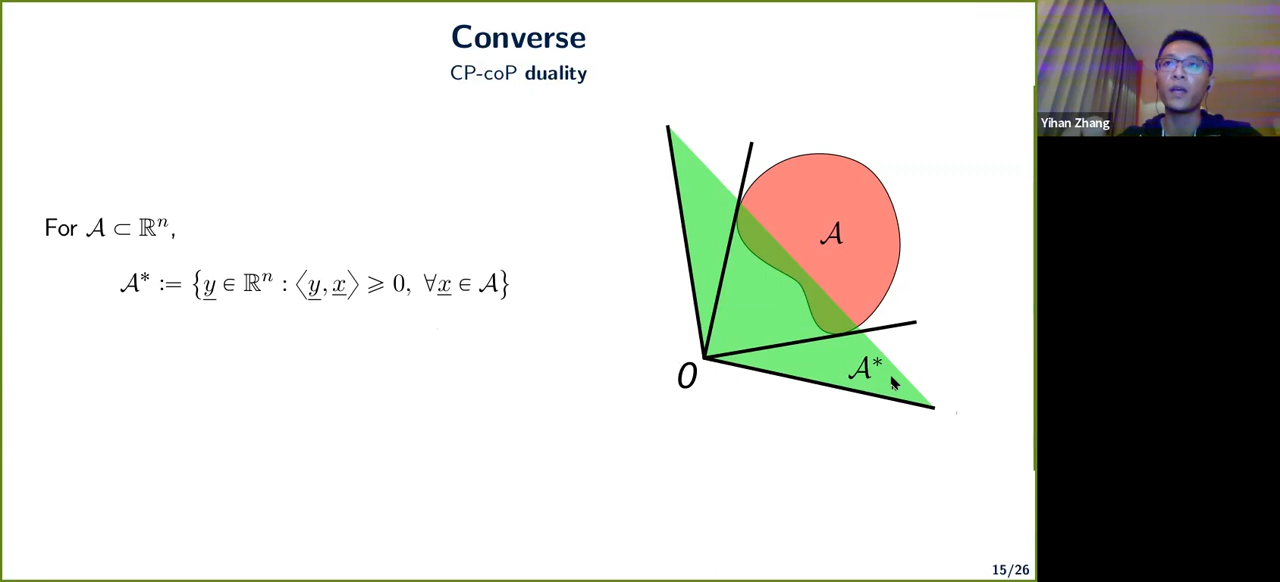 Converse
CP-coP duality
For 𝒜 ⊂ ℝⁿ,
𝒜* := {y̲ ∈ ℝⁿ : ⟨y̲, x̲⟩ ⩾ 0, ∀x̲ ∈ 𝒜}
𝒜
𝒜*
0
15/26
Yihan Zhang